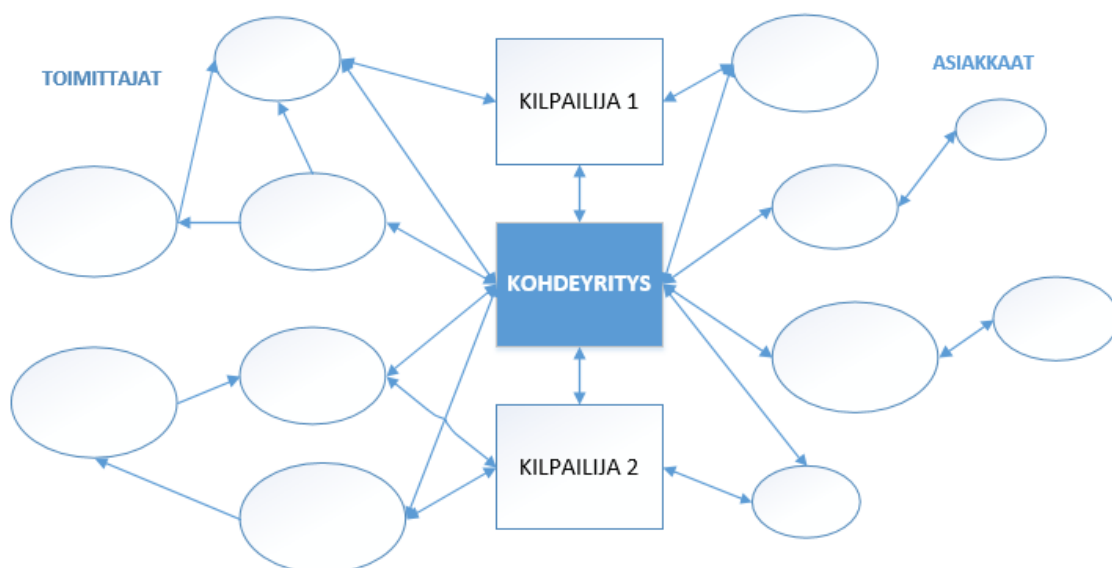 TOIMITTAJAT
KILPAILIJA 1
ASIAKKAAT
KOHDEYRITYS
KILPAILIJA 2